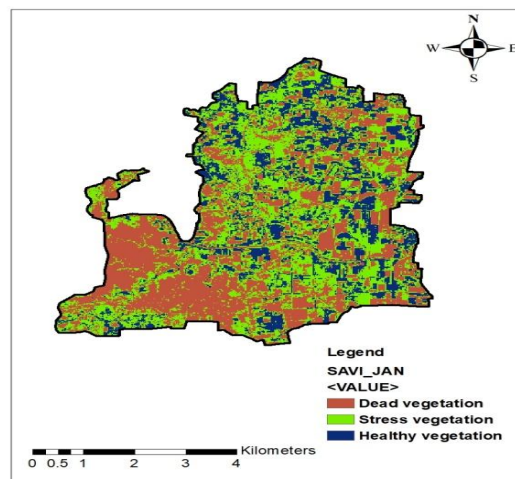 N
W E
S
Legend
SAVI_JAN
<VALUE>
Dead vegetation
Stress vegetation
Healthy vegetation
Kilometers
0 0.5 1 2 3 4